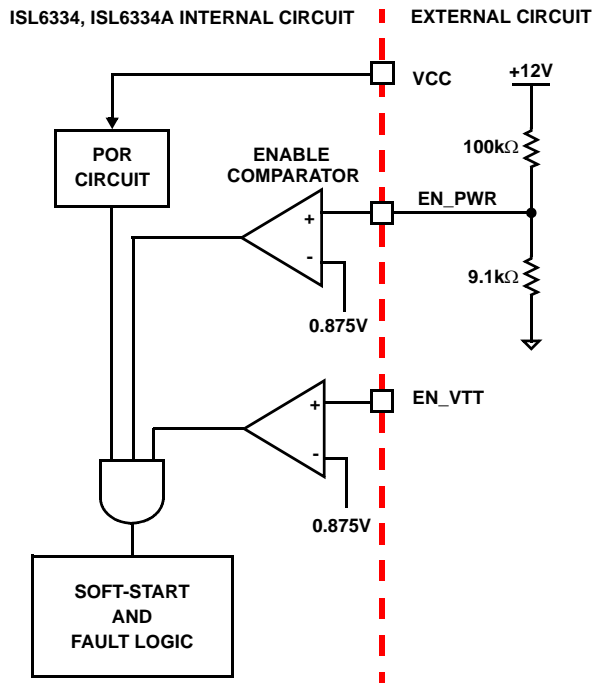 ISL6334, ISL6334A INTERNAL CIRCUIT
EXTERNAL CIRCUIT
VCC
+12V
POR
CIRCUIT
ENABLE
COMPARATOR
100kΩ
EN_PWR
+
-
9.1kΩ
0.875V
EN_VTT
+
-
0.875V
SOFT-START
AND
FAULT LOGIC